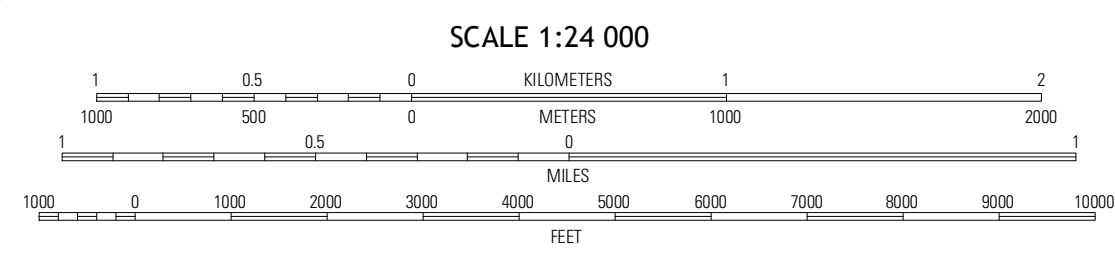 SCALE 1:24 000
1 0.5 0 KILOMETERS 1 2
1000 500 0 METERS 1000 2000
1 0.5 0 1
MILES
1000 0 1000 2000 3000 4000 5000 6000 7000 8000 9000 10000
FEET